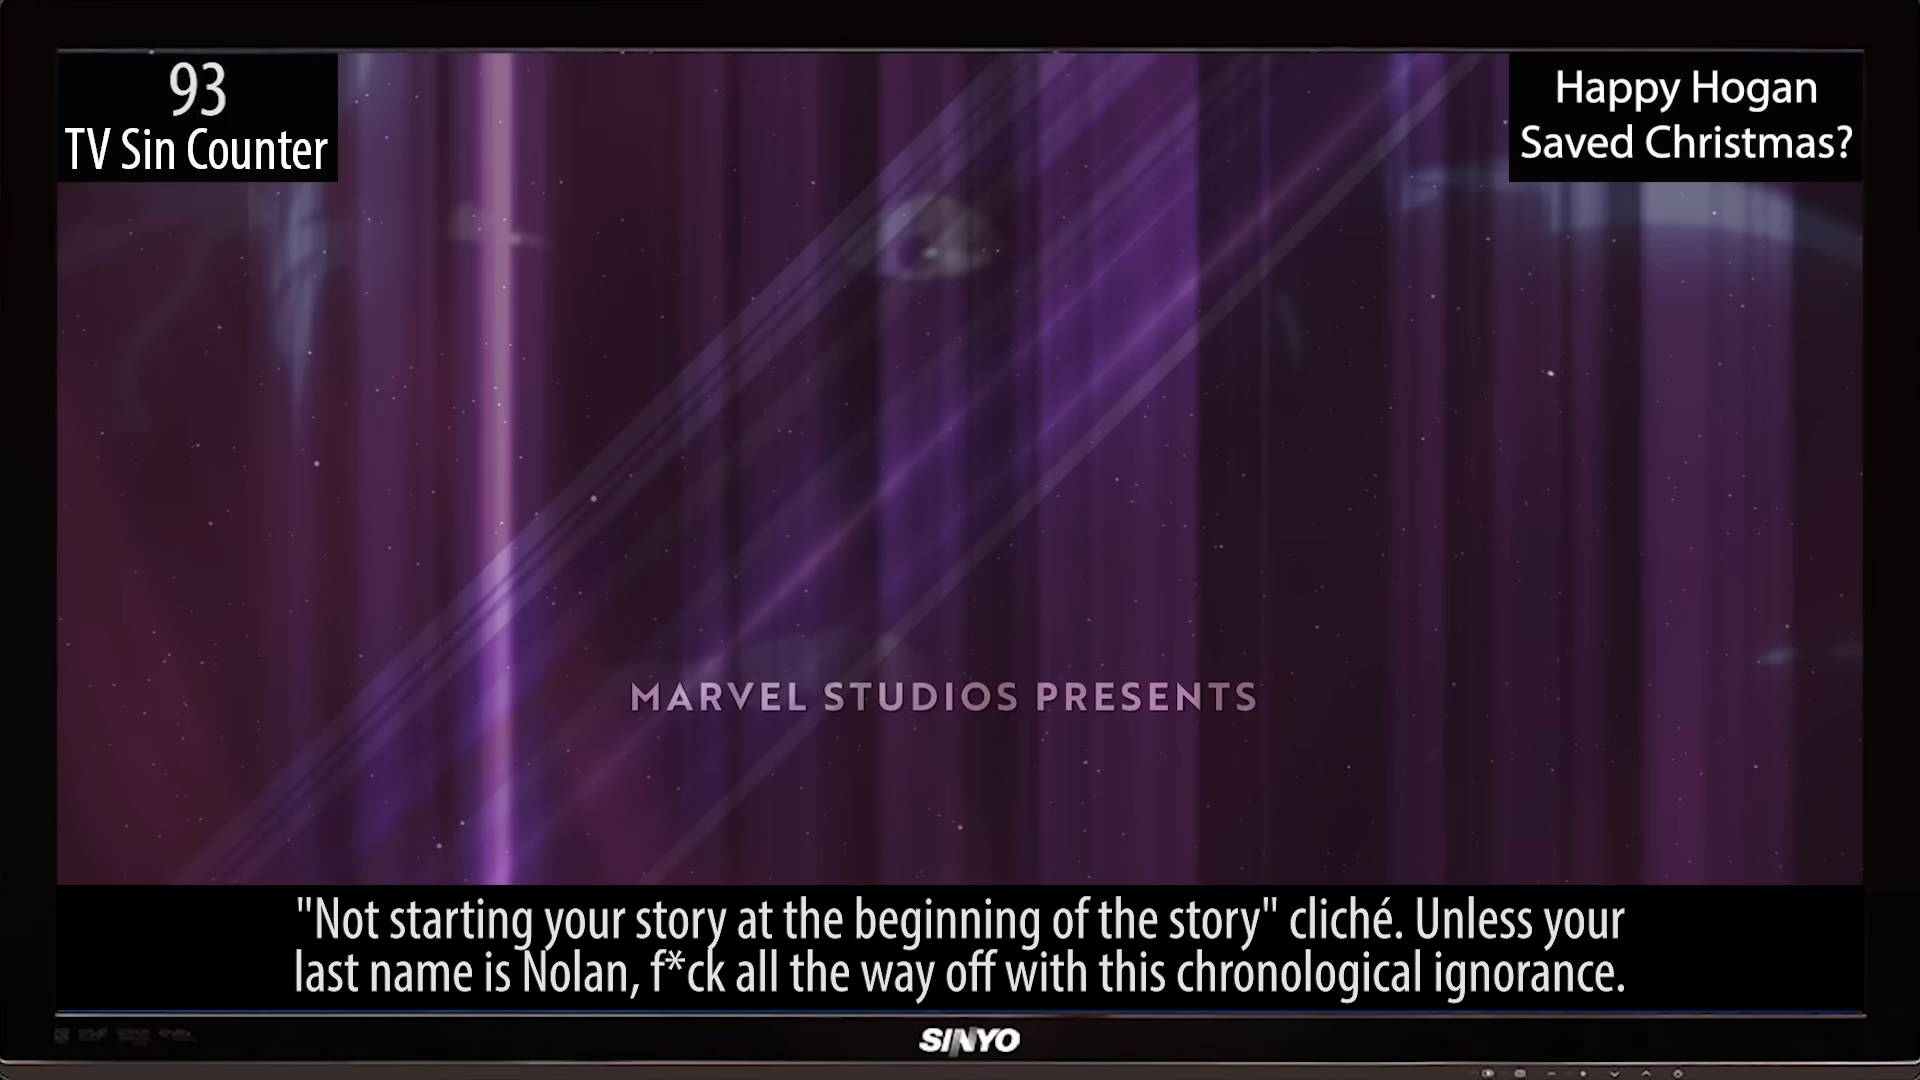 93
TV Sin Counter
Happy Hogan
Saved Christmas?
MARVEL STUDIOS PRESENTS
"Not starting your story at the beginning of the story" cliché. Unless your
last name is Nolan, f*ck all the way off with this chronological ignorance.
SINYO